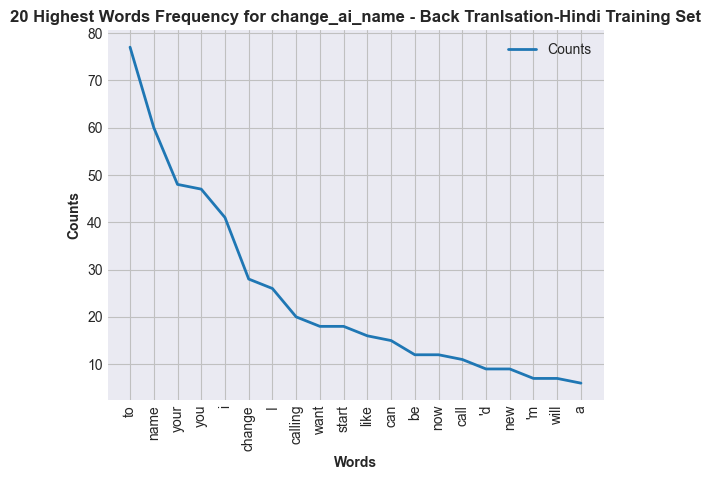 20 Highest Words Frequency for change_ai_name - Back Tranlsation-Hindi Training Set
Counts
80
70
60
50
40
30
20
10
Counts
to
name
your
you
i
change
I
calling
want
start
like
can
be
now
call
'd
new
'm
will
a
Words